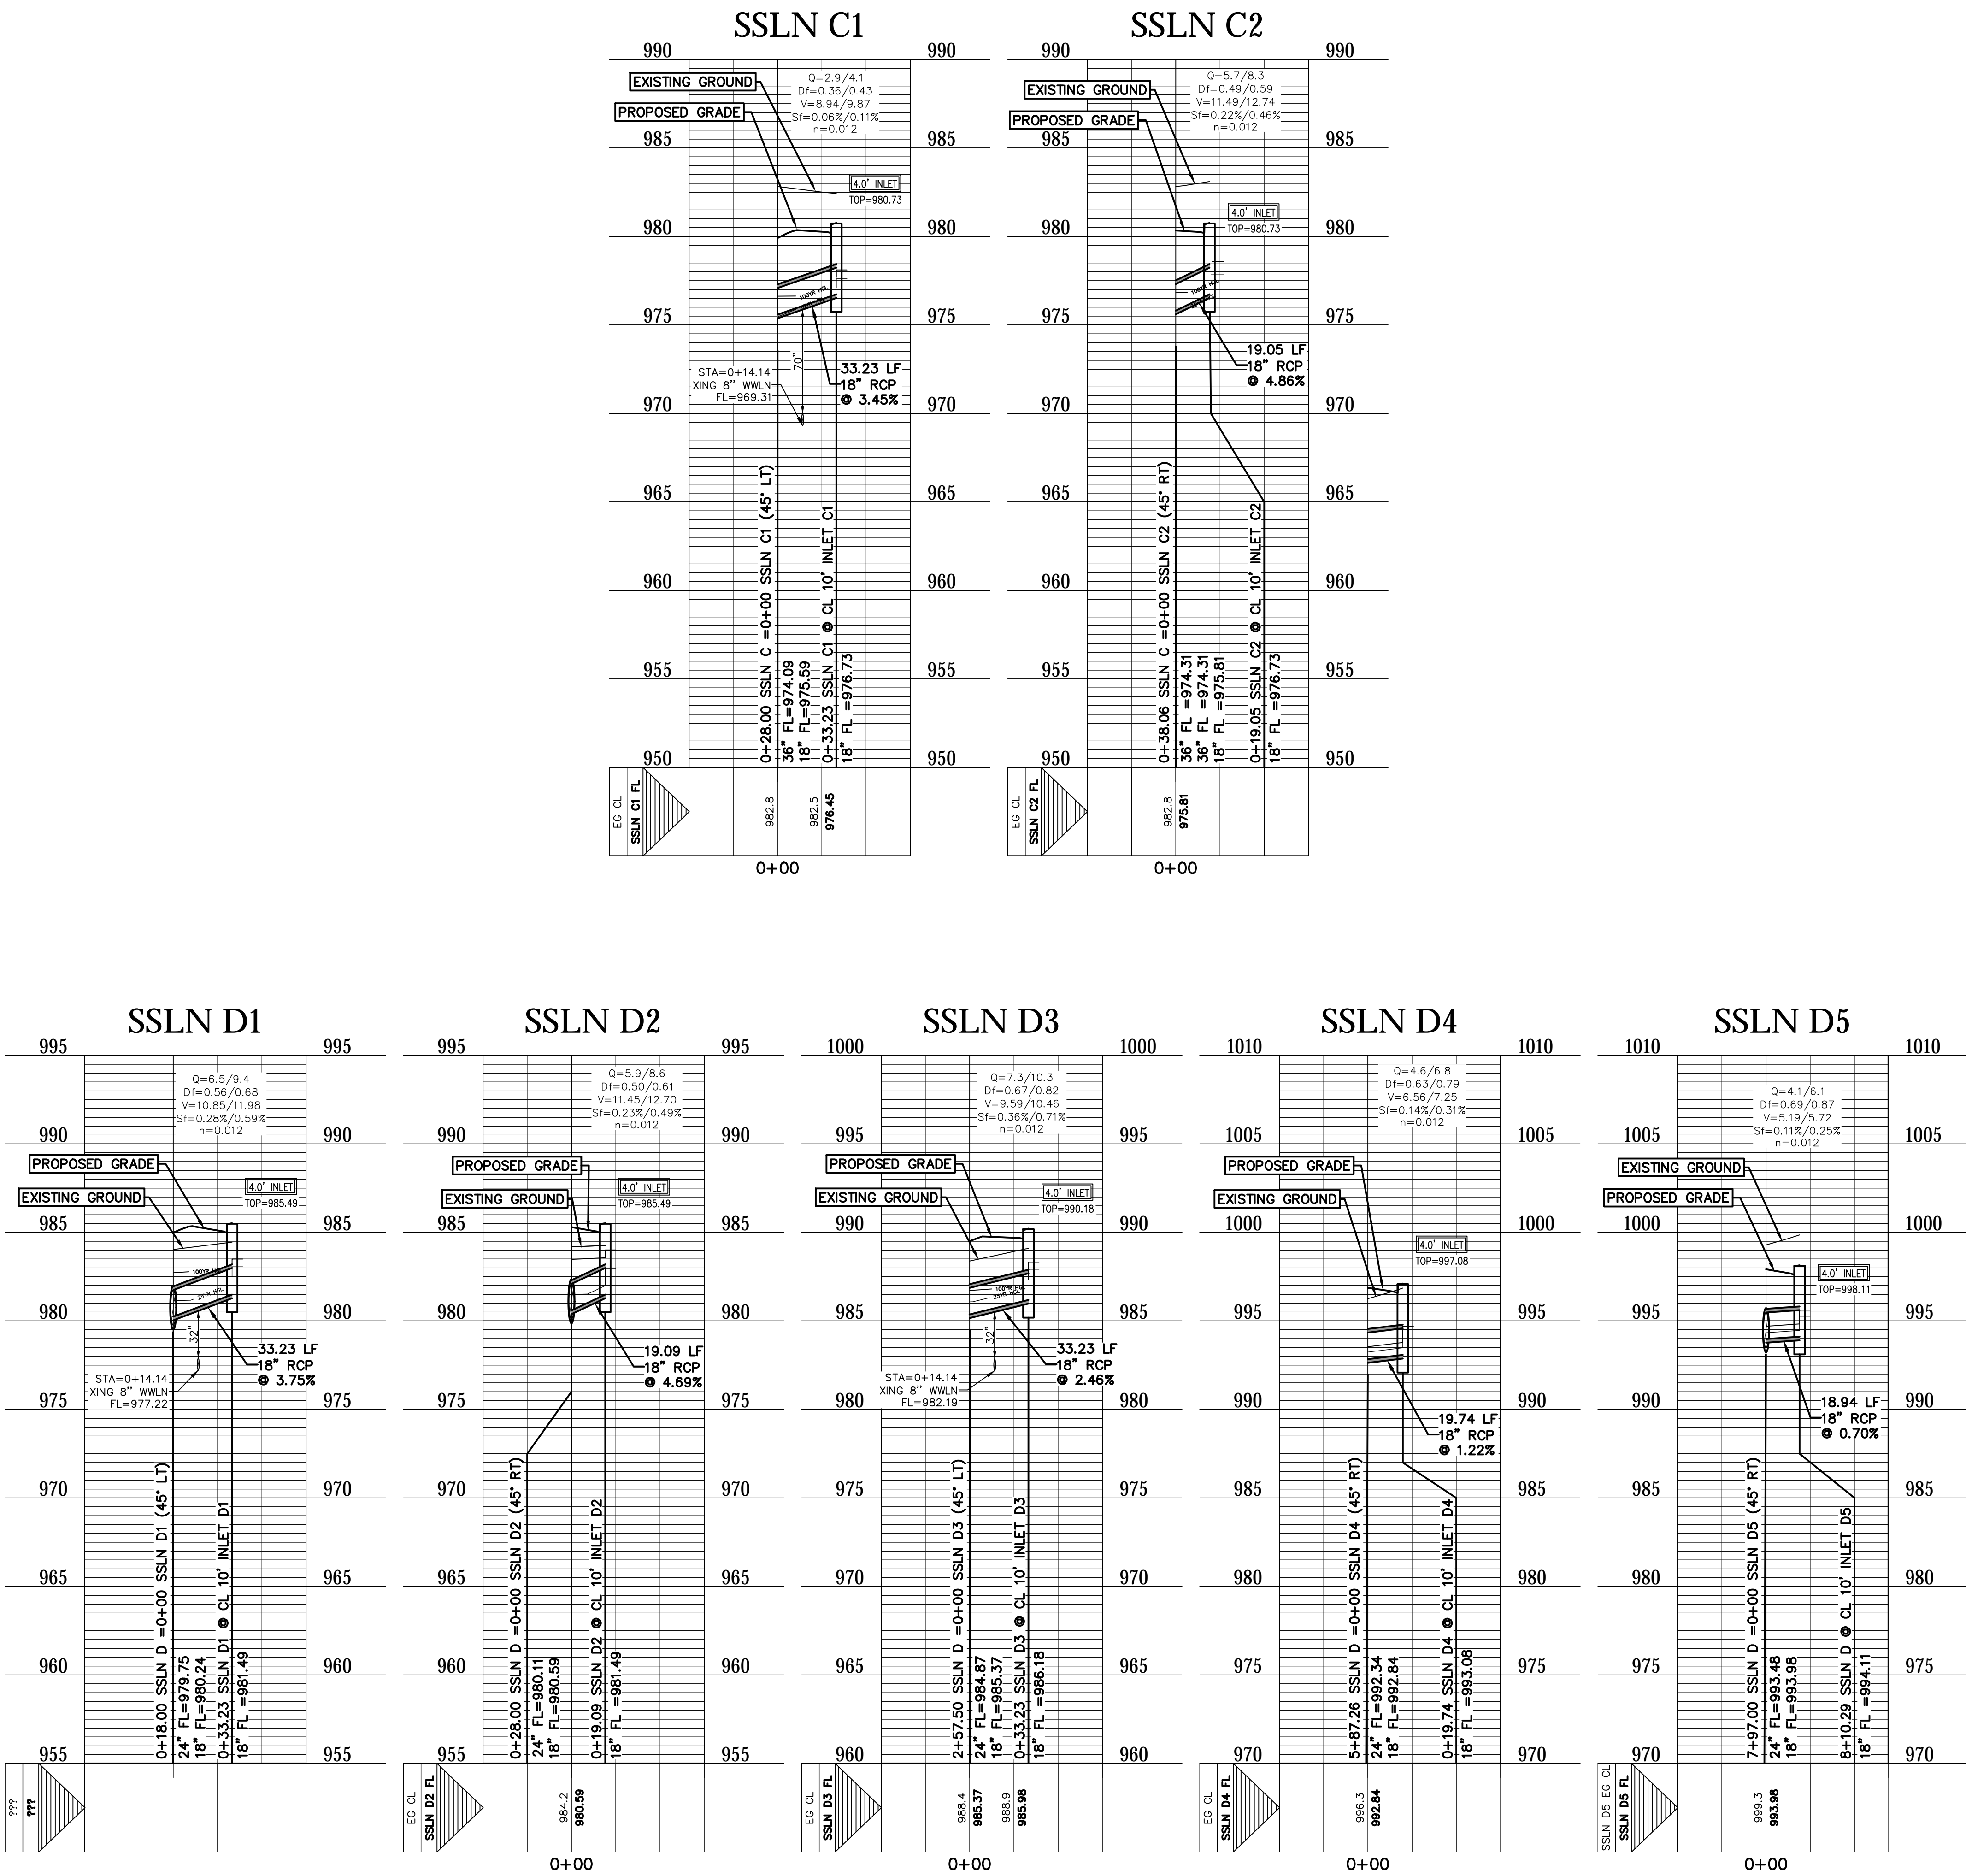 SSLN C1
990
990
985
985
980
980
975
975
970
970
965
965
960
960
955
955
950
950
EXISTING GROUND
PROPOSED GRADE
Q=2.9/4.1
Df=0.36/0.43
V=8.94/9.87
Sf=0.06%/0.11%
n=0.012
4.0' INLET
TOP=980.73
100YR HGL
70"
STA=0+14.14
XING 8" WWLN
FL=969.31
33.23 LF
18" RCP
@ 3.45%
0+28.00 SSLN C =0+00 SSLN C1 (45° LT)
36" FL=974.09
18" FL=975.59
0+33.23 SSLN C1 @ CL 10' INLET C1
18" FL =976.73
EG CL
SSLN C1 FL
982.8
982.5
976.45
0+00
SSLN C2
990
990
985
985
980
980
975
975
970
970
965
965
960
960
955
955
950
950
EXISTING GROUND
PROPOSED GRADE
Q=5.7/8.3
Df=0.49/0.59
V=11.49/12.74
Sf=0.22%/0.46%
n=0.012
4.0' INLET
TOP=980.73
100YR HGL
19.05 LF
18" RCP
@ 4.86%
0+38.06 SSLN C =0+00 SSLN C2 (45° RT)
36" FL =974.31
36" FL =974.31
18" FL =975.81
0+19.05 SSLN C2 @ CL 10' INLET C2
18" FL =976.73
EG CL
SSLN C2 FL
982.8
975.81
0+00
SSLN D1
995
995
990
990
985
985
980
980
975
975
970
970
965
965
960
960
955
955
Q=6.5/9.4
Df=0.56/0.68
V=10.85/11.98
Sf=0.28%/0.59%
n=0.012
PROPOSED GRADE
EXISTING GROUND
4.0' INLET
TOP=985.49
100YR HGL
25YR HGL
32"
STA=0+14.14
XING 8" WWLN
FL=977.22
33.23 LF
18" RCP
@ 3.75%
0+18.00 SSLN D =0+00 SSLN D1 (45° LT)
24" FL=979.75
18" FL=980.24
0+33.23 SSLN D1 @ CL 10' INLET D1
18" FL =981.49
???
???
SSLN D2
995
995
990
990
985
985
980
980
975
975
970
970
965
965
960
960
955
955
Q=5.9/8.6
Df=0.50/0.61
V=11.45/12.70
Sf=0.23%/0.49%
n=0.012
PROPOSED GRADE
EXISTING GROUND
4.0' INLET
TOP=985.49
19.09 LF
18" RCP
@ 4.69%
0+28.00 SSLN D =0+00 SSLN D2 (45° RT)
24" FL=980.11
18" FL=980.59
0+19.09 SSLN D2 @ CL 10' INLET D2
18" FL =981.49
EG CL
SSLN D2 FL
984.2
980.59
0+00
SSLN D3
1000
1000
995
995
990
990
985
985
980
980
975
975
970
970
965
965
960
960
Q=7.3/10.3
Df=0.67/0.82
V=9.59/10.46
Sf=0.36%/0.71%
n=0.012
PROPOSED GRADE
EXISTING GROUND
4.0' INLET
TOP=990.18
100YR HGL
25YR HGL
32"
STA=0+14.14
XING 8" WWLN
FL=982.19
33.23 LF
18" RCP
@ 2.46%
2+57.50 SSLN D =0+00 SSLN D3 (45° LT)
24" FL=984.87
18" FL=985.37
0+33.23 SSLN D3 @ CL 10' INLET D3
18" FL =986.18
EG CL
SSLN D3 FL
988.4
985.37
988.9
985.98
0+00
SSLN D4
1010
1010
1005
1005
1000
1000
995
995
990
990
985
985
980
980
975
975
970
970
Q=4.6/6.8
Df=0.63/0.79
V=6.56/7.25
Sf=0.14%/0.31%
n=0.012
PROPOSED GRADE
EXISTING GROUND
4.0' INLET
TOP=997.08
19.74 LF
18" RCP
@ 1.22%
5+87.26 SSLN D =0+00 SSLN D4 (45° RT)
24" FL=992.34
18" FL=992.84
0+19.74 SSLN D4 @ CL 10' INLET D4
18" FL =993.08
EG CL
SSLN D4 FL
996.3
992.84
0+00
SSLN D5
1010
1010
1005
1005
1000
1000
995
995
990
990
985
985
980
980
975
975
970
970
Q=4.1/6.1
Df=0.69/0.87
V=5.19/5.72
Sf=0.11%/0.25%
n=0.012
EXISTING GROUND
PROPOSED GRADE
4.0' INLET
TOP=998.11
18.94 LF
18" RCP
@ 0.70%
7+97.00 SSLN D =0+00 SSLN D5 (45° RT)
24" FL=993.48
18" FL=993.98
8+10.29 SSLN D @ CL 10' INLET D5
18" FL =994.11
SSLN D5 EG CL
SSLN D5 FL
999.3
993.98
0+00